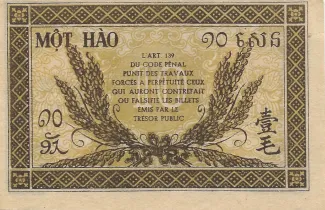 MỘT HÀO
១០ សេន
L'ART 139
DU CODE PÉNAL
PUNIT DES TRAVAUX
FORCÉS A PERPÉTUITÉ CEUX
QUI AURONT CONTREFAIT
OU FALSIFIÉ LES BILLETS
EMIS PAR LE
TRÉSOR PUBLIC
壹毛